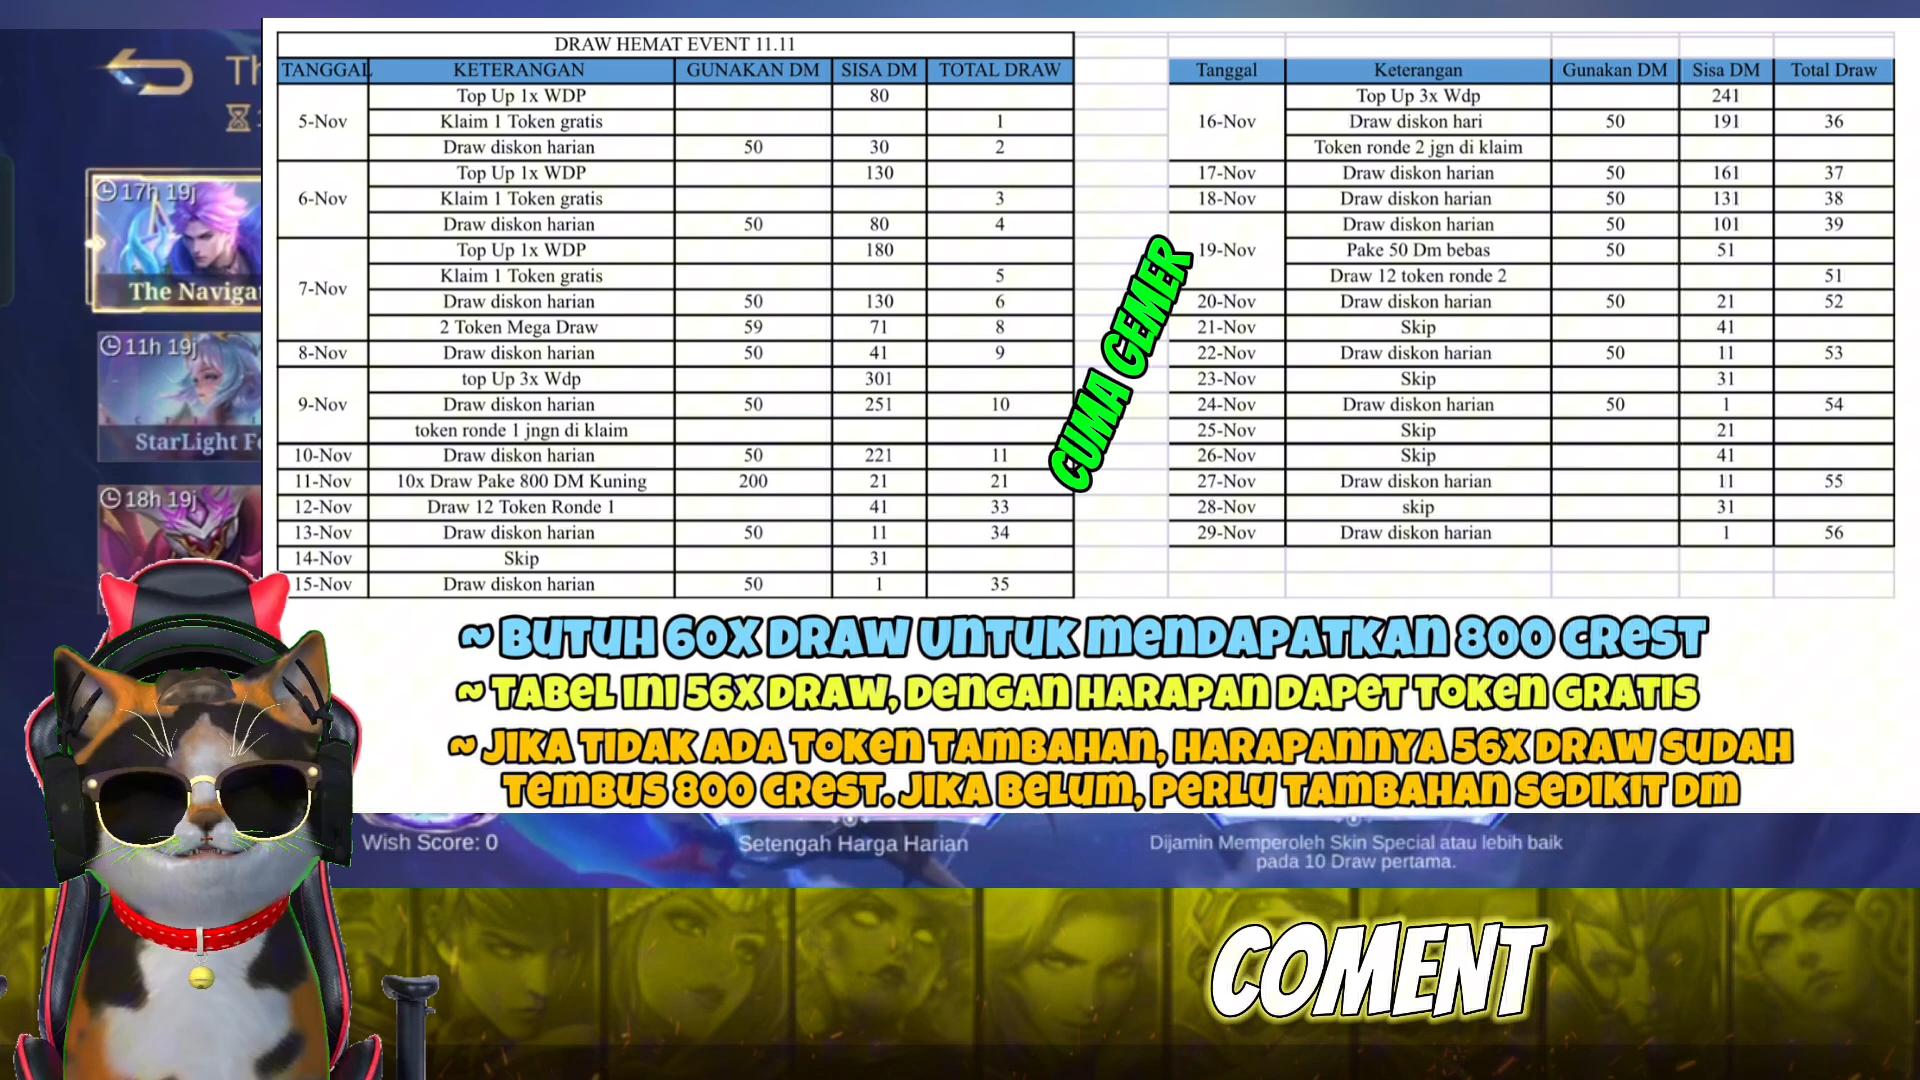 DRAW HEMAT EVENT 11.11
TANGGAL KETERANGAN GUNAKAN DM SISA DM TOTAL DRAW
5-Nov
Top Up 1x WDP 80
Klaim 1 Token gratis 1
Draw diskon harian 50 30 2
6-Nov
Top Up 1x WDP 130
Klaim 1 Token gratis 3
Draw diskon harian 50 80 4
7-Nov
Top Up 1x WDP 180
Klaim 1 Token gratis 5
Draw diskon harian 50 130 6
2 Token Mega Draw 59 71 8
8-Nov Draw diskon harian 50 41 9
9-Nov
top Up 3x Wdp 301
Draw diskon harian 50 251 10
token ronde 1 jngn di klaim
10-Nov Draw diskon harian 50 221 11
11-Nov 10x Draw Pake 800 DM Kuning 200 21 21
12-Nov Draw 12 Token Ronde 1 41 33
13-Nov Draw diskon harian 50 11 34
14-Nov Skip 31
15-Nov Draw diskon harian 50 1 35
Tanggal Keterangan Gunakan DM Sisa DM Total Draw
16-Nov
Top Up 3x Wdp 241
Draw diskon hari 50 191 36
Token ronde 2 jgn di klaim
17-Nov Draw diskon harian 50 161 37
18-Nov Draw diskon harian 50 131 38
19-Nov
Draw diskon harian 50 101 39
Pake 50 Dm bebas 50 51
Draw 12 token ronde 2 51
20-Nov Draw diskon harian 50 21 52
21-Nov Skip 41
22-Nov Draw diskon harian 50 11 53
23-Nov Skip 31
24-Nov Draw diskon harian 50 1 54
25-Nov Skip 21
26-Nov Skip 41
27-Nov Draw diskon harian 11 55
28-Nov skip 31
29-Nov Draw diskon harian 1 56
CUMA GEMER
17h 19j
The Naviga
11h 19j
StarLight F
18h 19j
~ BUTUH 60X DRAW UNTUK MENDAPATKAN 800 CREST
~ TABEL INI 56X DRAW, DENGAN HARAPAN DAPET TOKEN GRATIS
~ JIKA TIDAK ADA TOKEN TAMBAHAN, HARAPANNYA 56X DRAW SUDAH
TEMBUS 800 CREST. JIKA BELUM, PERLU TAMBAHAN SEDIKIT DM
Wish Score: 0
Setengah Harga Harian
Dijamin Memperoleh Skin Special atau lebih baik
pada 10 Draw pertama.
COMENT